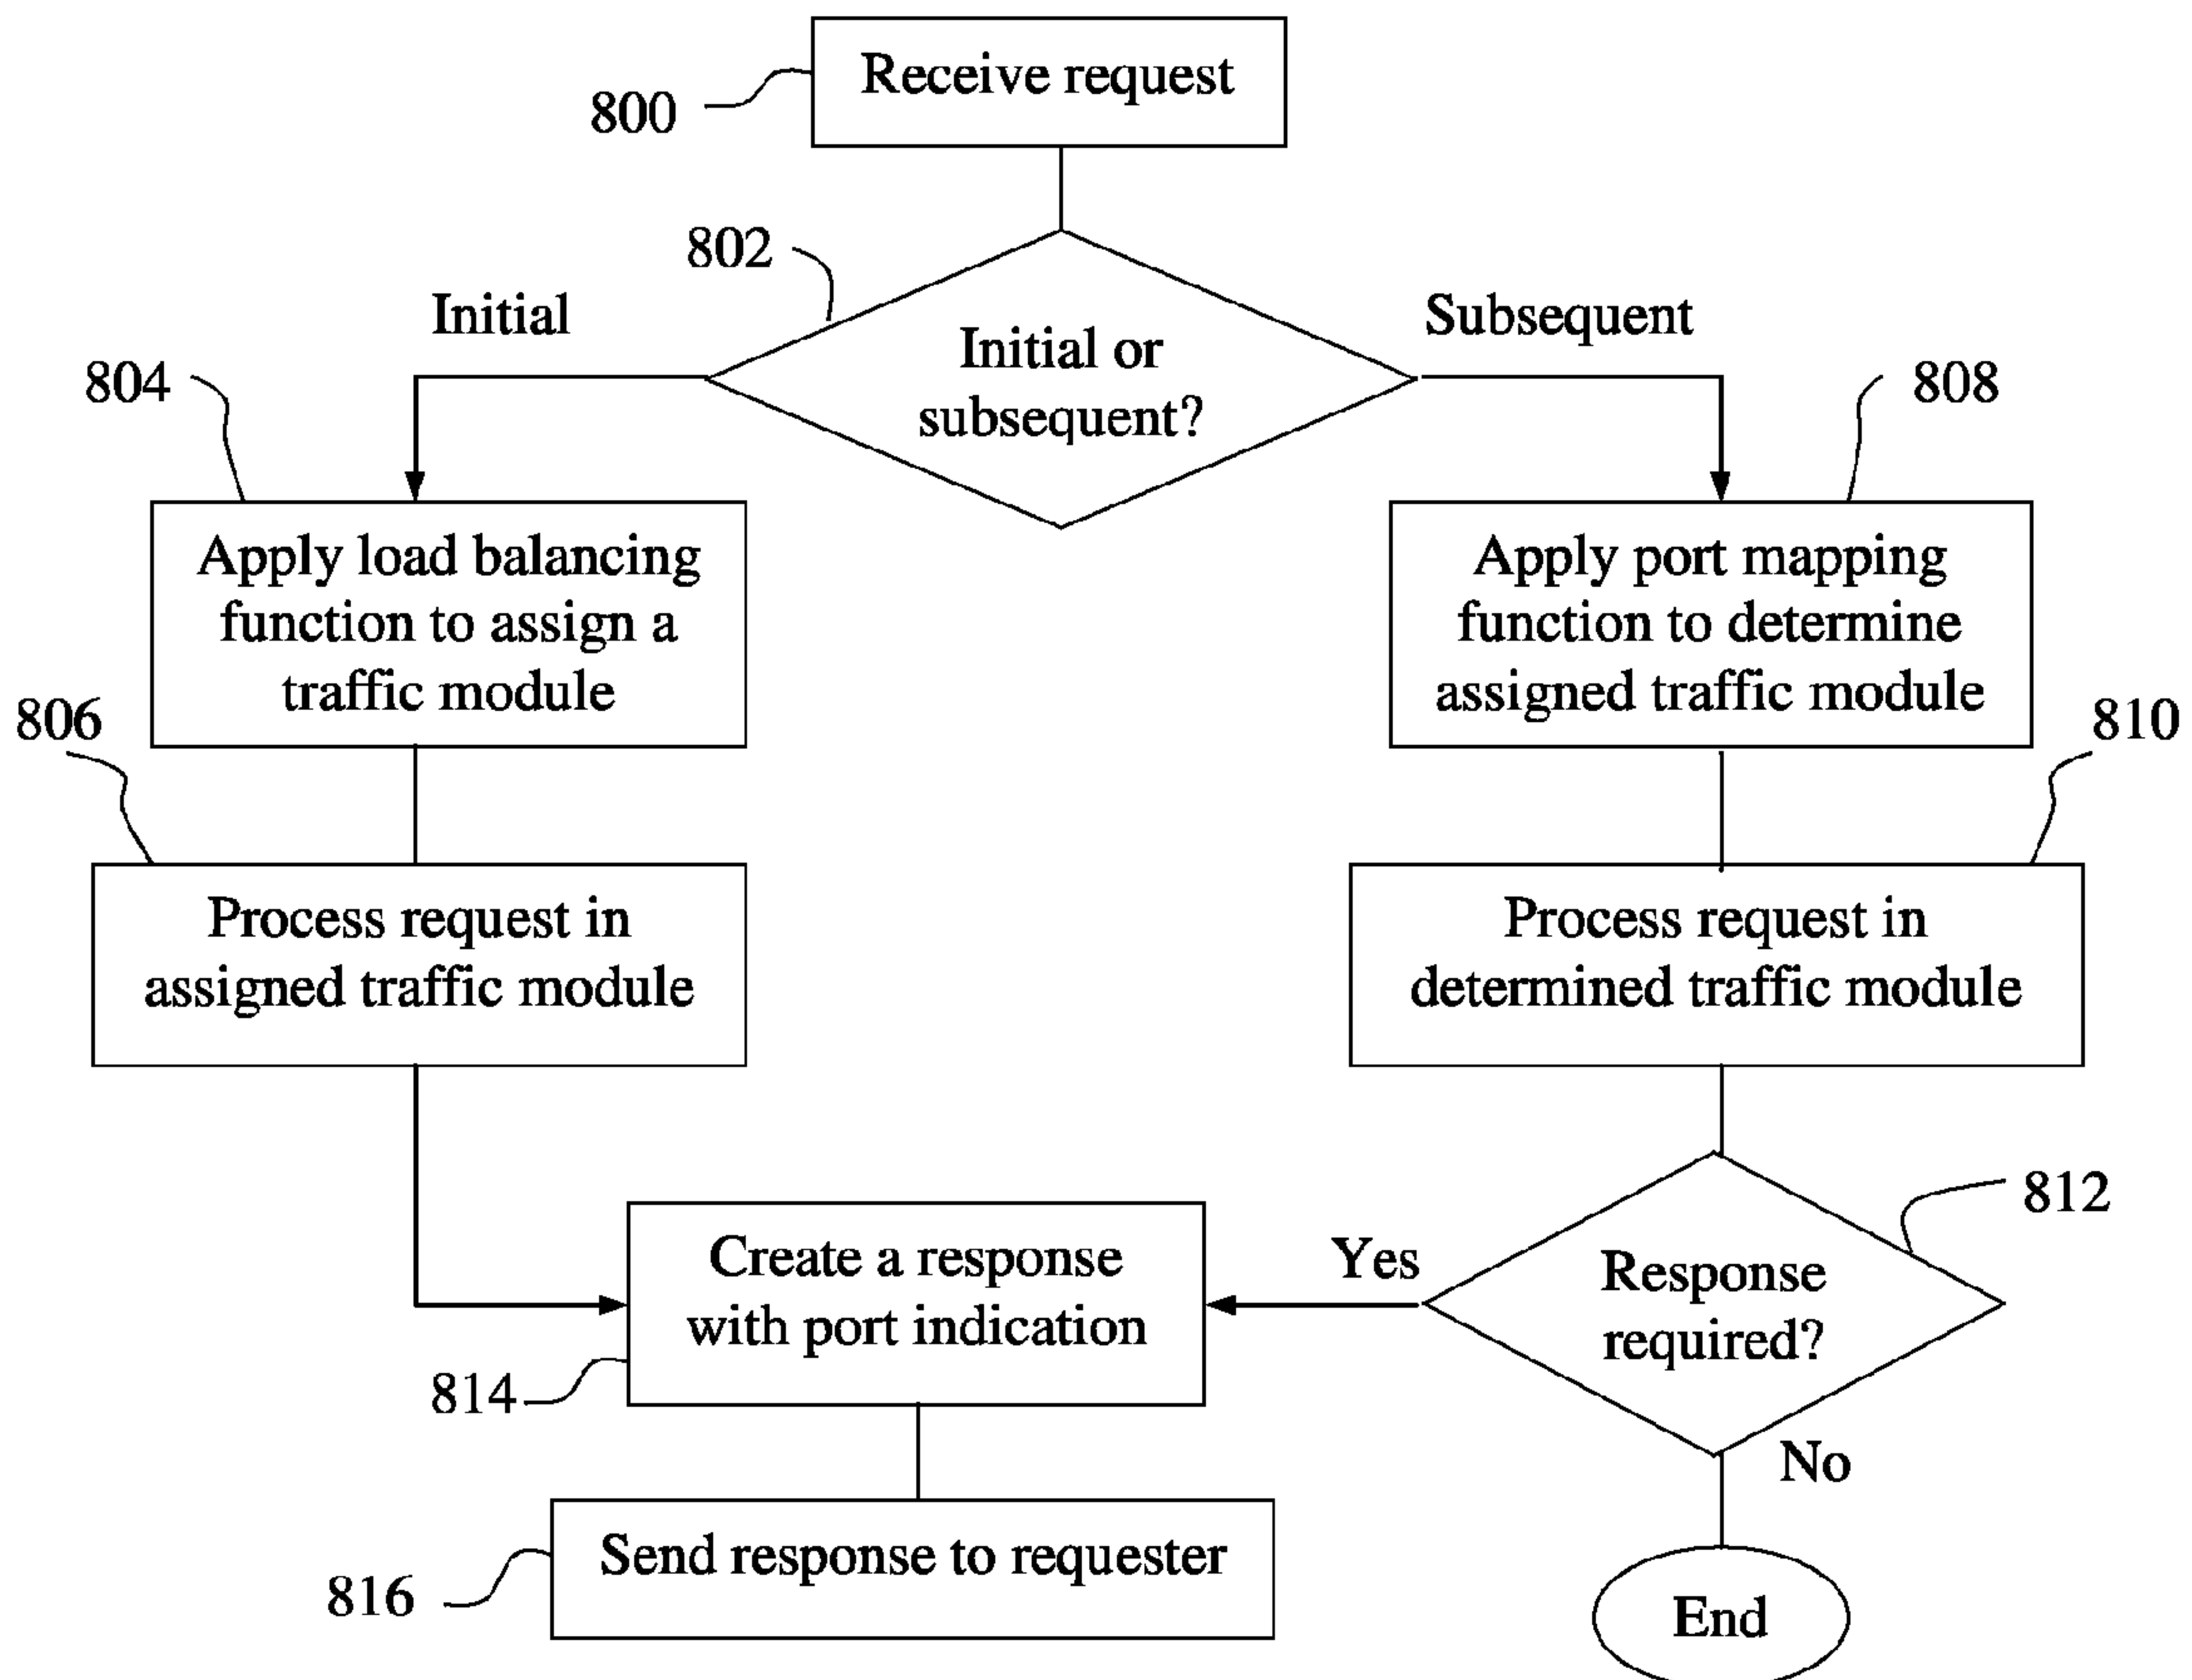 Receive request
800
802
Initial
Subsequent
Initial or
subsequent?
804
808
Apply load balancing
function to assign a
traffic module
Apply port mapping
function to determine
assigned traffic module
806
810
Process request in
assigned traffic module
Process request in
determined traffic module
812
Create a response
with port indication
Yes
Response
required?
814
No
Send response to requester
816
End